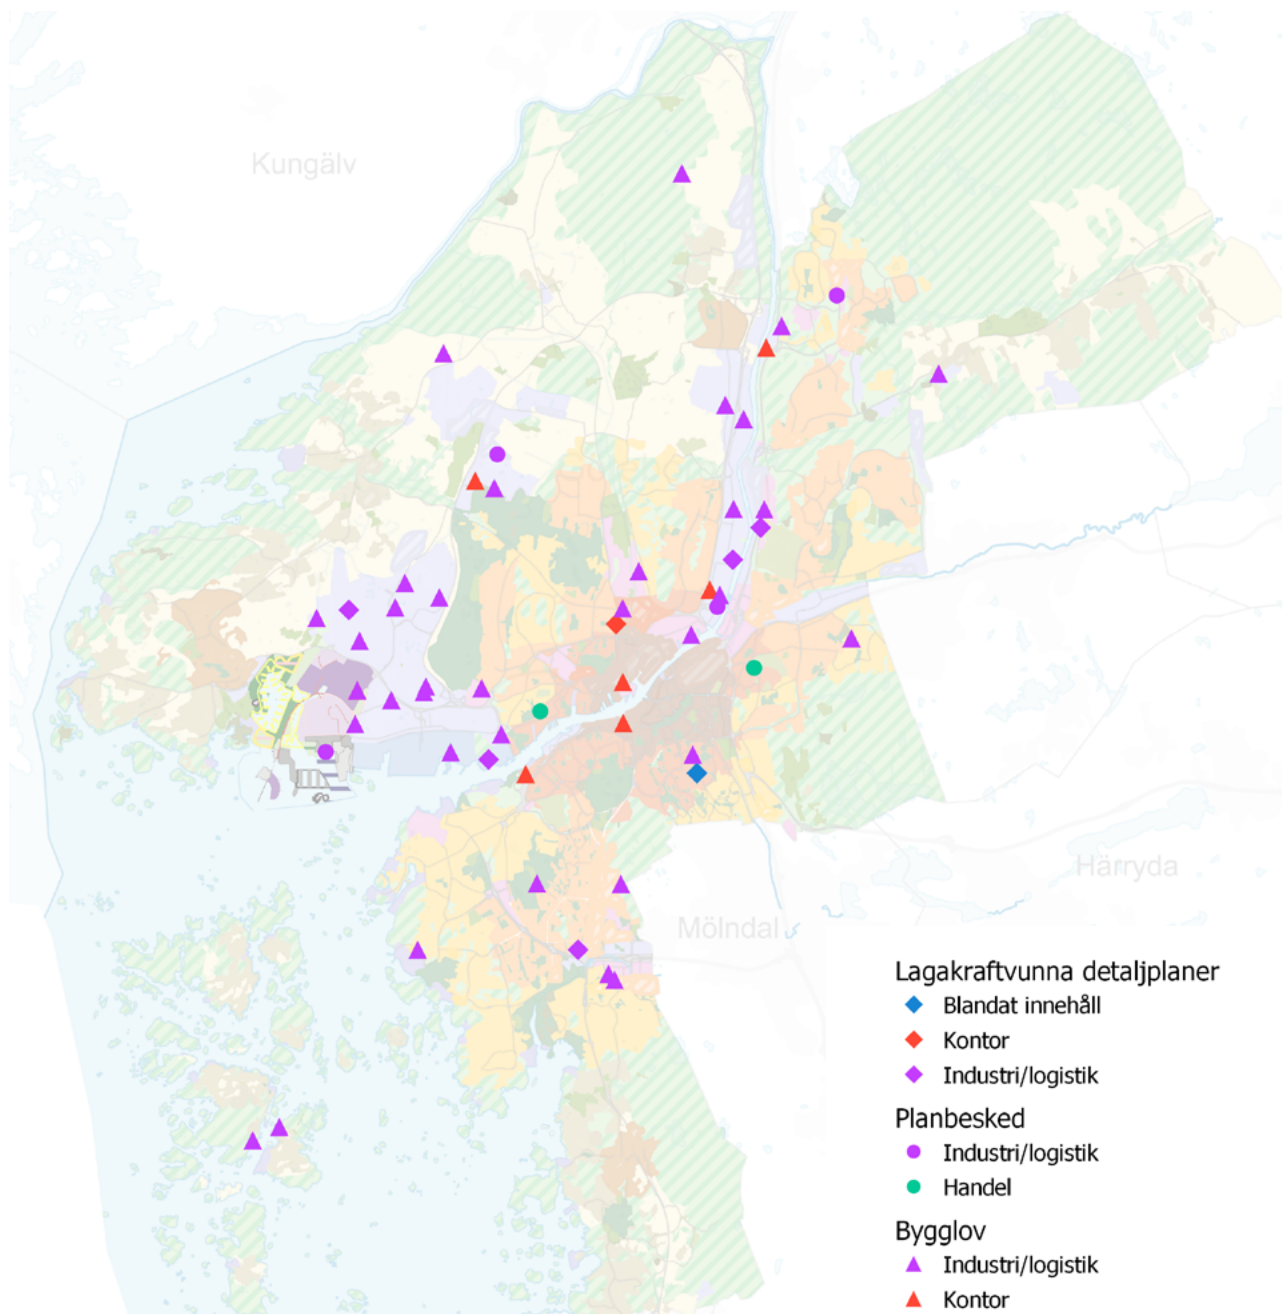 Kungälv
Härryda
Mölndal
Lagakraftvunna detaljplaner
Blandat innehåll
Kontor
Industri/logistik
Planbesked
Industri/logistik
Handel
Bygglov
Industri/logistik
Kontor